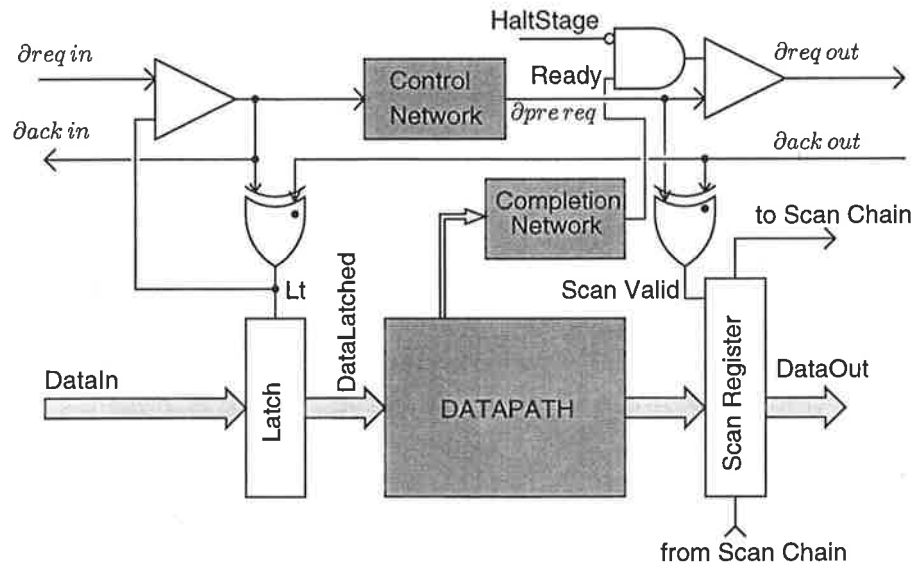 HaltStage
∂req in
∂req out
Control
Network
Ready
∂pre req
∂ack in
∂ack out
Completion
Network
to Scan Chain
Lt
Scan Valid
DataLatched
DataIn
Latch
DATAPATH
Scan Register
DataOut
from Scan Chain